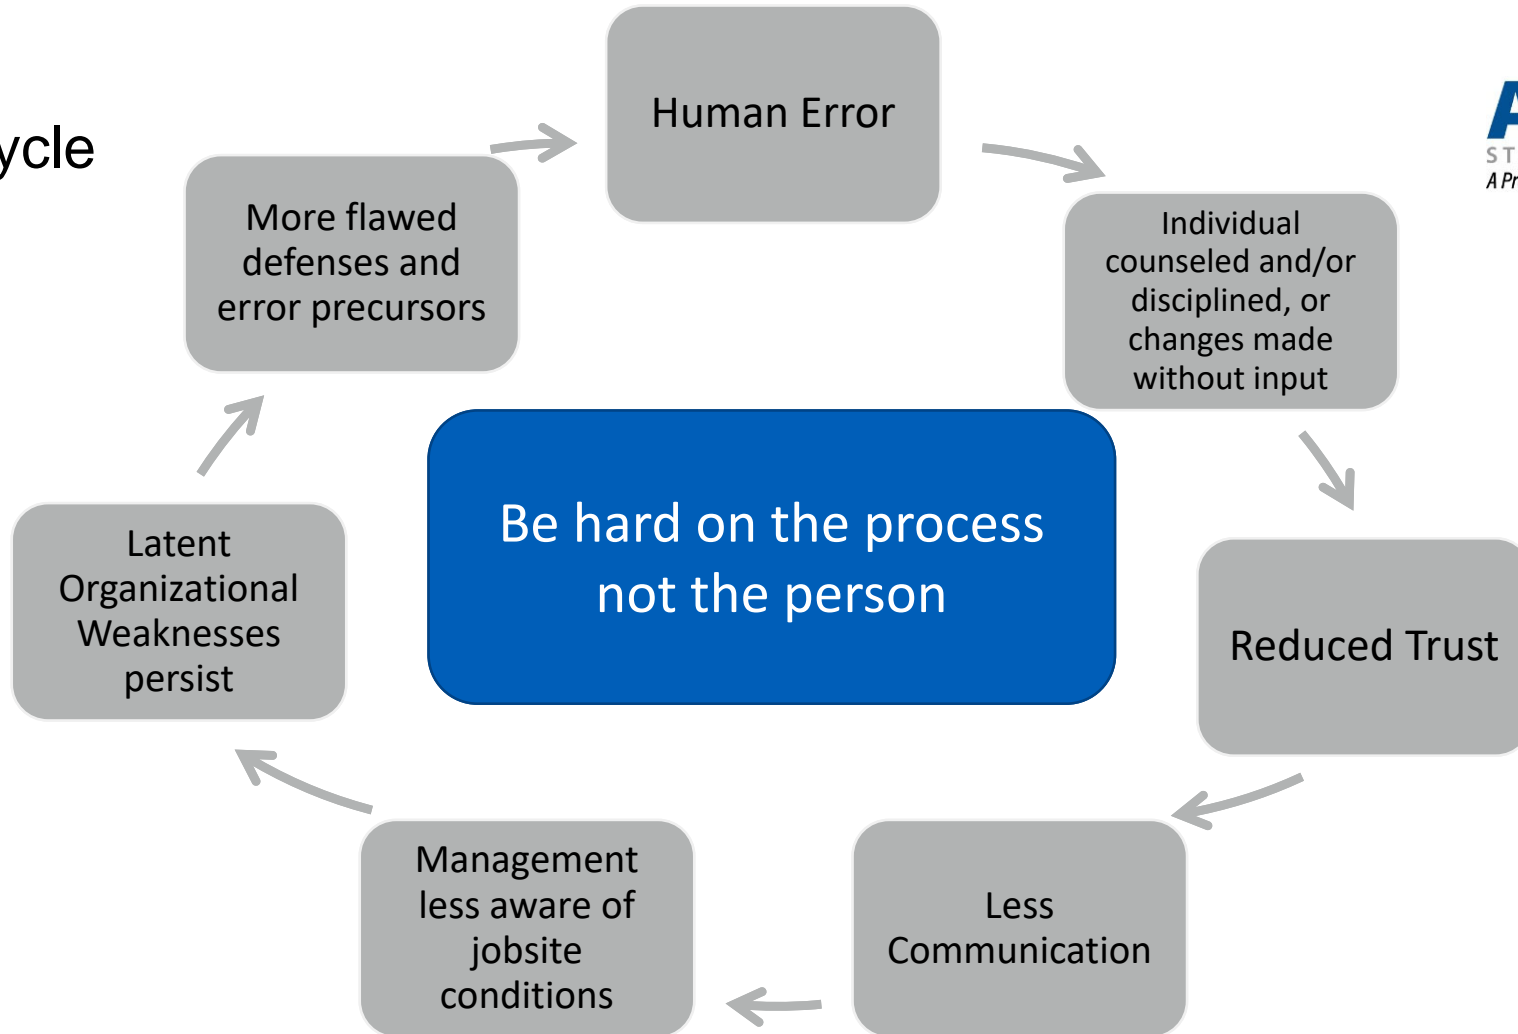 Human Error
More flawed
defenses and
error precursors
Individual
counseled and/or
disciplined, or
changes made
without input
Be hard on the process
not the person
Latent
Organizational
Weaknesses
persist
Reduced Trust
Management
less aware of
jobsite
conditions
Less
Communication